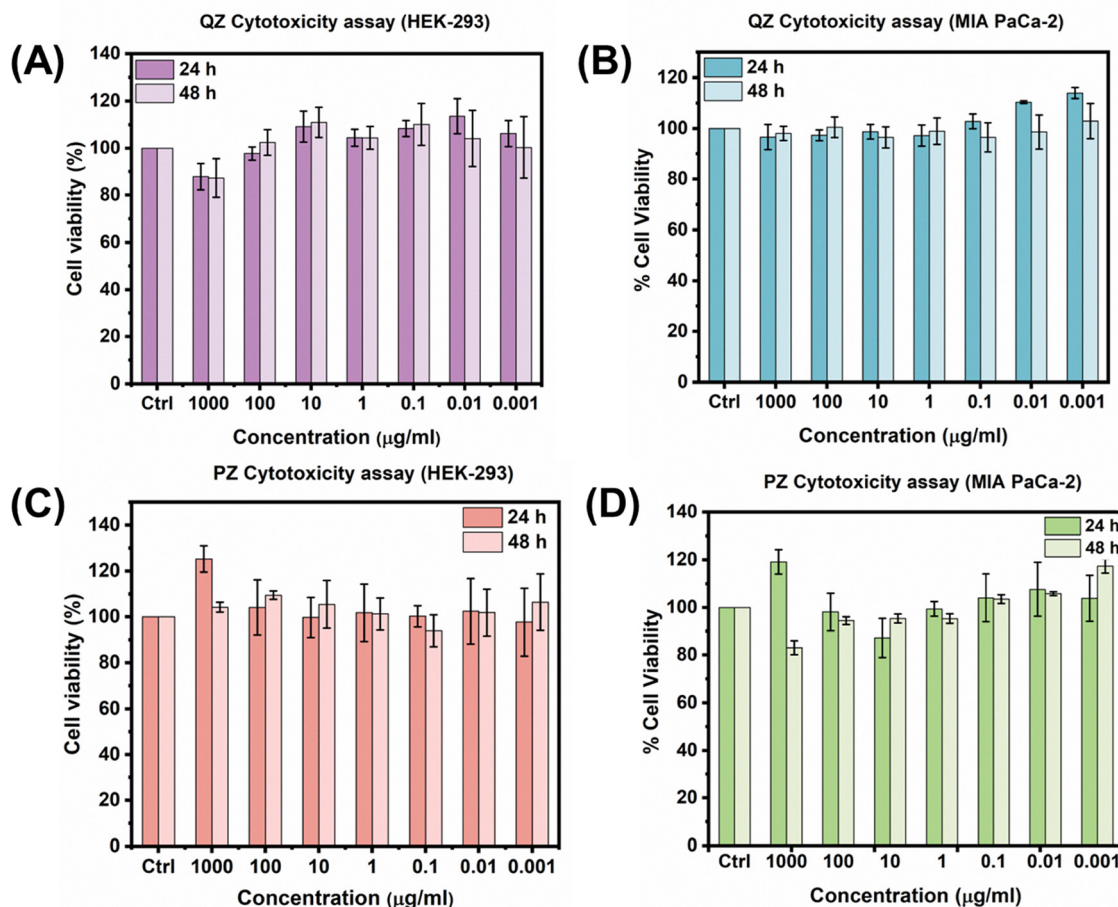 QZ Cytotoxicity assay (HEK-293)
(A)
24 h
48 h
Cell viability (%)
140
120
100
80
60
40
20
0
Ctrl 1000 100 10 1 0.1 0.01 0.001
Concentration (μg/ml)
QZ Cytotoxicity assay (MIA PaCa-2)
(B)
24 h
48 h
% Cell Viability
120
100
80
60
40
20
0
Ctrl 1000 100 10 1 0.1 0.01 0.001
Concentration (μg/ml)
PZ Cytotoxicity assay (HEK-293)
(C)
24 h
48 h
Cell viability (%)
140
120
100
80
60
40
20
0
Ctrl 1000 100 10 1 0.1 0.01 0.001
Concentration (μg/ml)
PZ Cytotoxicity assay (MIA PaCa-2)
(D)
24 h
48 h
% Cell Viability
140
120
100
80
60
40
20
0
Ctrl 1000 100 10 1 0.1 0.01 0.001
Concentration (μg/ml)